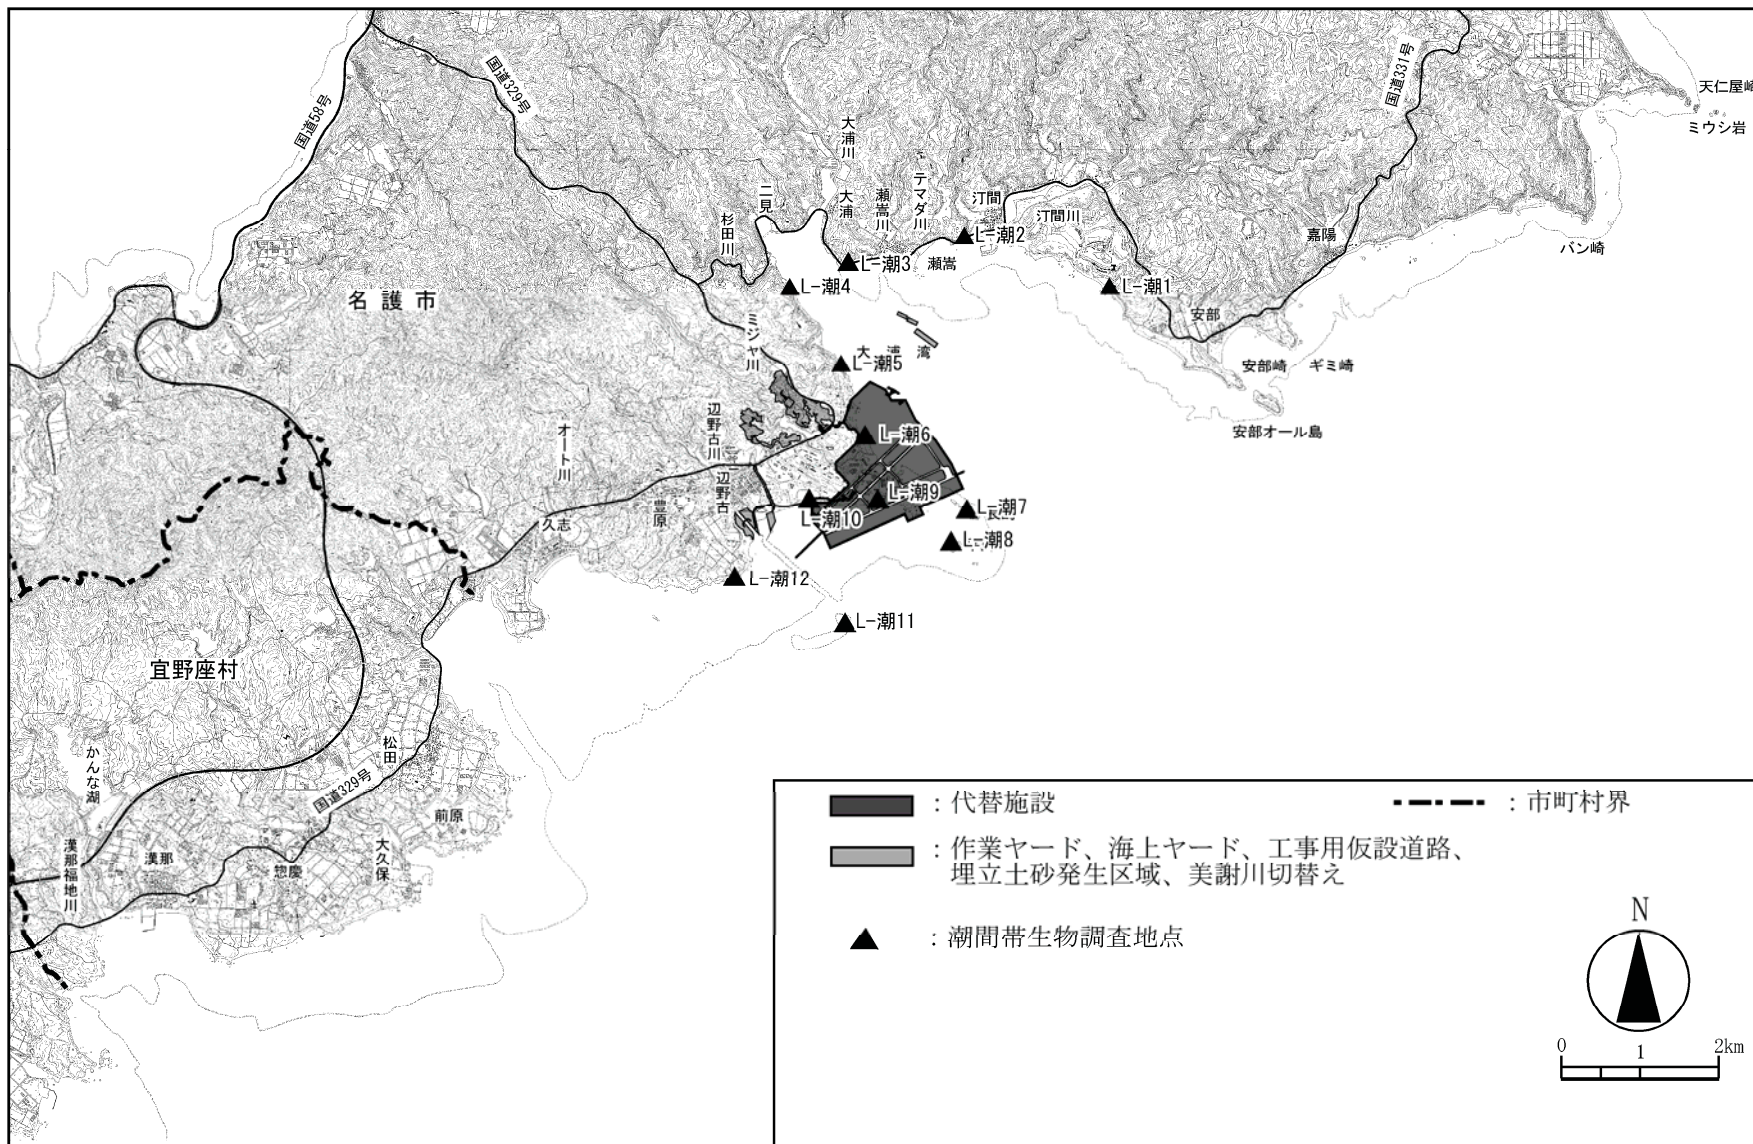 国道58号
国道329号
国道331号
天仁屋崎
ミウシ岩
バン崎
大浦川
二見
杉田川
大浦
瀬嵩川
テマダ川
汀間
汀間川
嘉陽
L-潮2
L-潮3
瀬嵩
L-潮4
L-潮1
名護市
安部
ミジャ川
大浦湾
L-潮5
安部崎
ギミ崎
安部オール島
辺野古川
オート川
L-潮6
辺野古
豊原
久志
L-潮9
L-潮10
L-潮7
L-潮8
L-潮12
L-潮11
宜野座村
かんな湖
松田
国道329号
前原
大久保
漢那福地川
漢那
惣慶
：代替施設
：市町村界
：作業ヤード、海上ヤード、工事用仮設道路、
埋立土砂発生区域、美謝川切替え
：潮間帯生物調査地点
N
0 1 2km